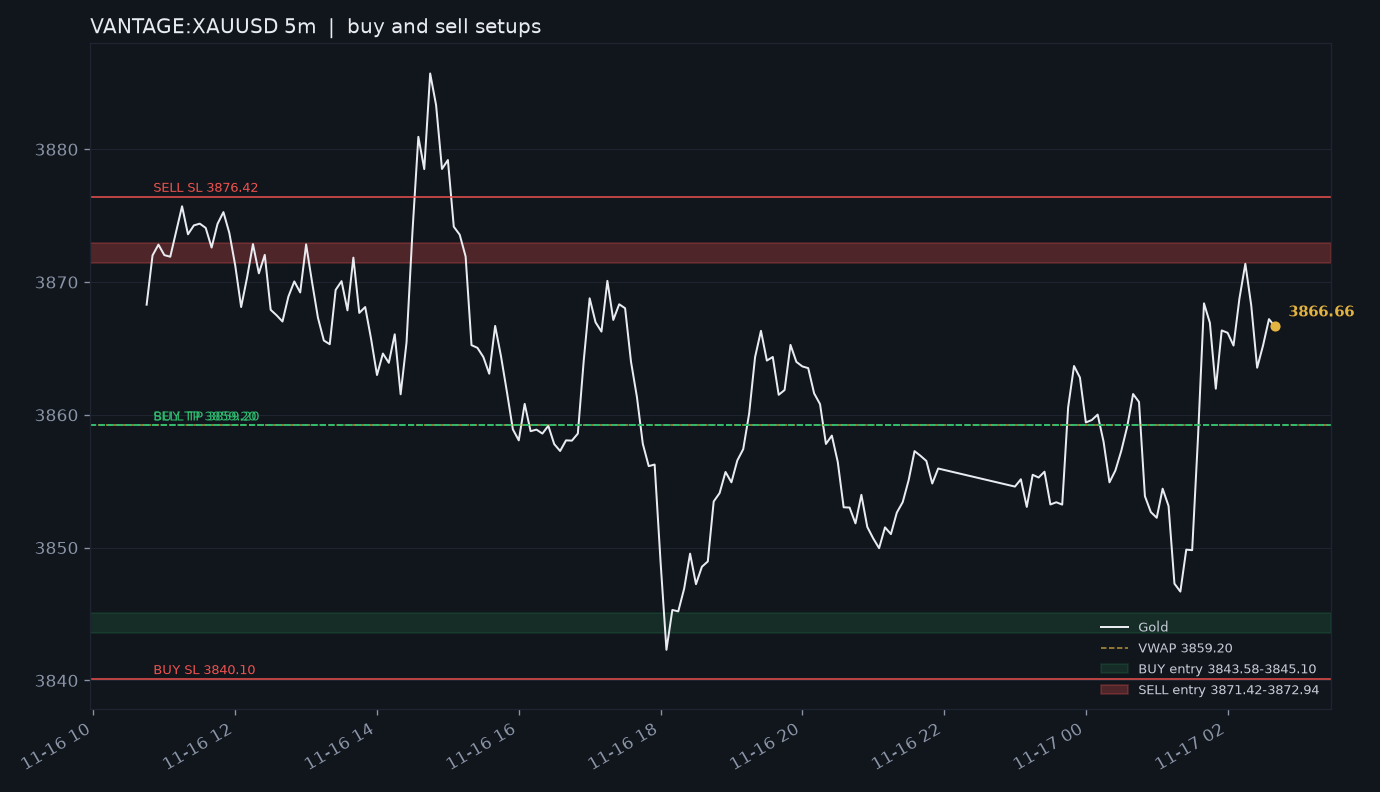 VANTAGE:XAUUSD 5m | buy and sell setups
3880
SELL SL 3876.42
3870
3866.66
3860
3850
Gold
VWAP 3859.20
BUY entry 3843.58-3845.10
BUY SL 3840.10
3840
SELL entry 3871.42-3872.94
11-16 10
11-16 12
11-16 14
11-16 16
11-16 18
11-16 20
11-16 22
11-17 00
11-17 02